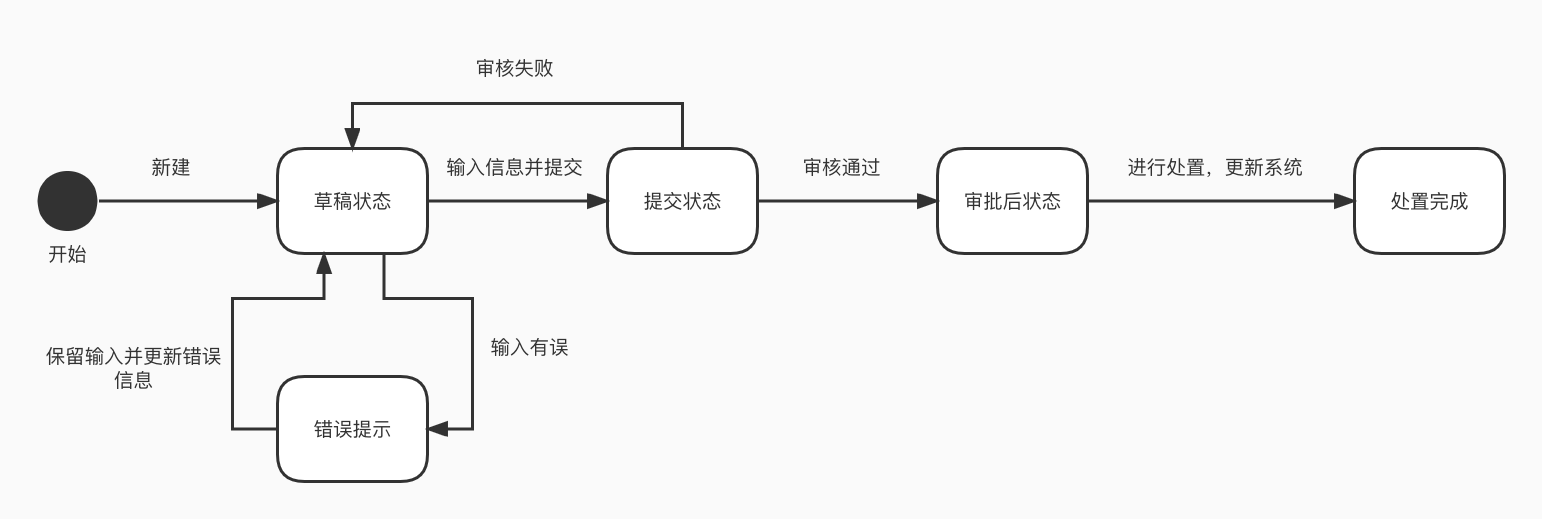 审核失败
新建
输入信息并提交
审核通过
进行处置，更新系统
草稿状态
提交状态
审批后状态
处置完成
开始
保留输入并更新错误
信息
输入有误
错误提示